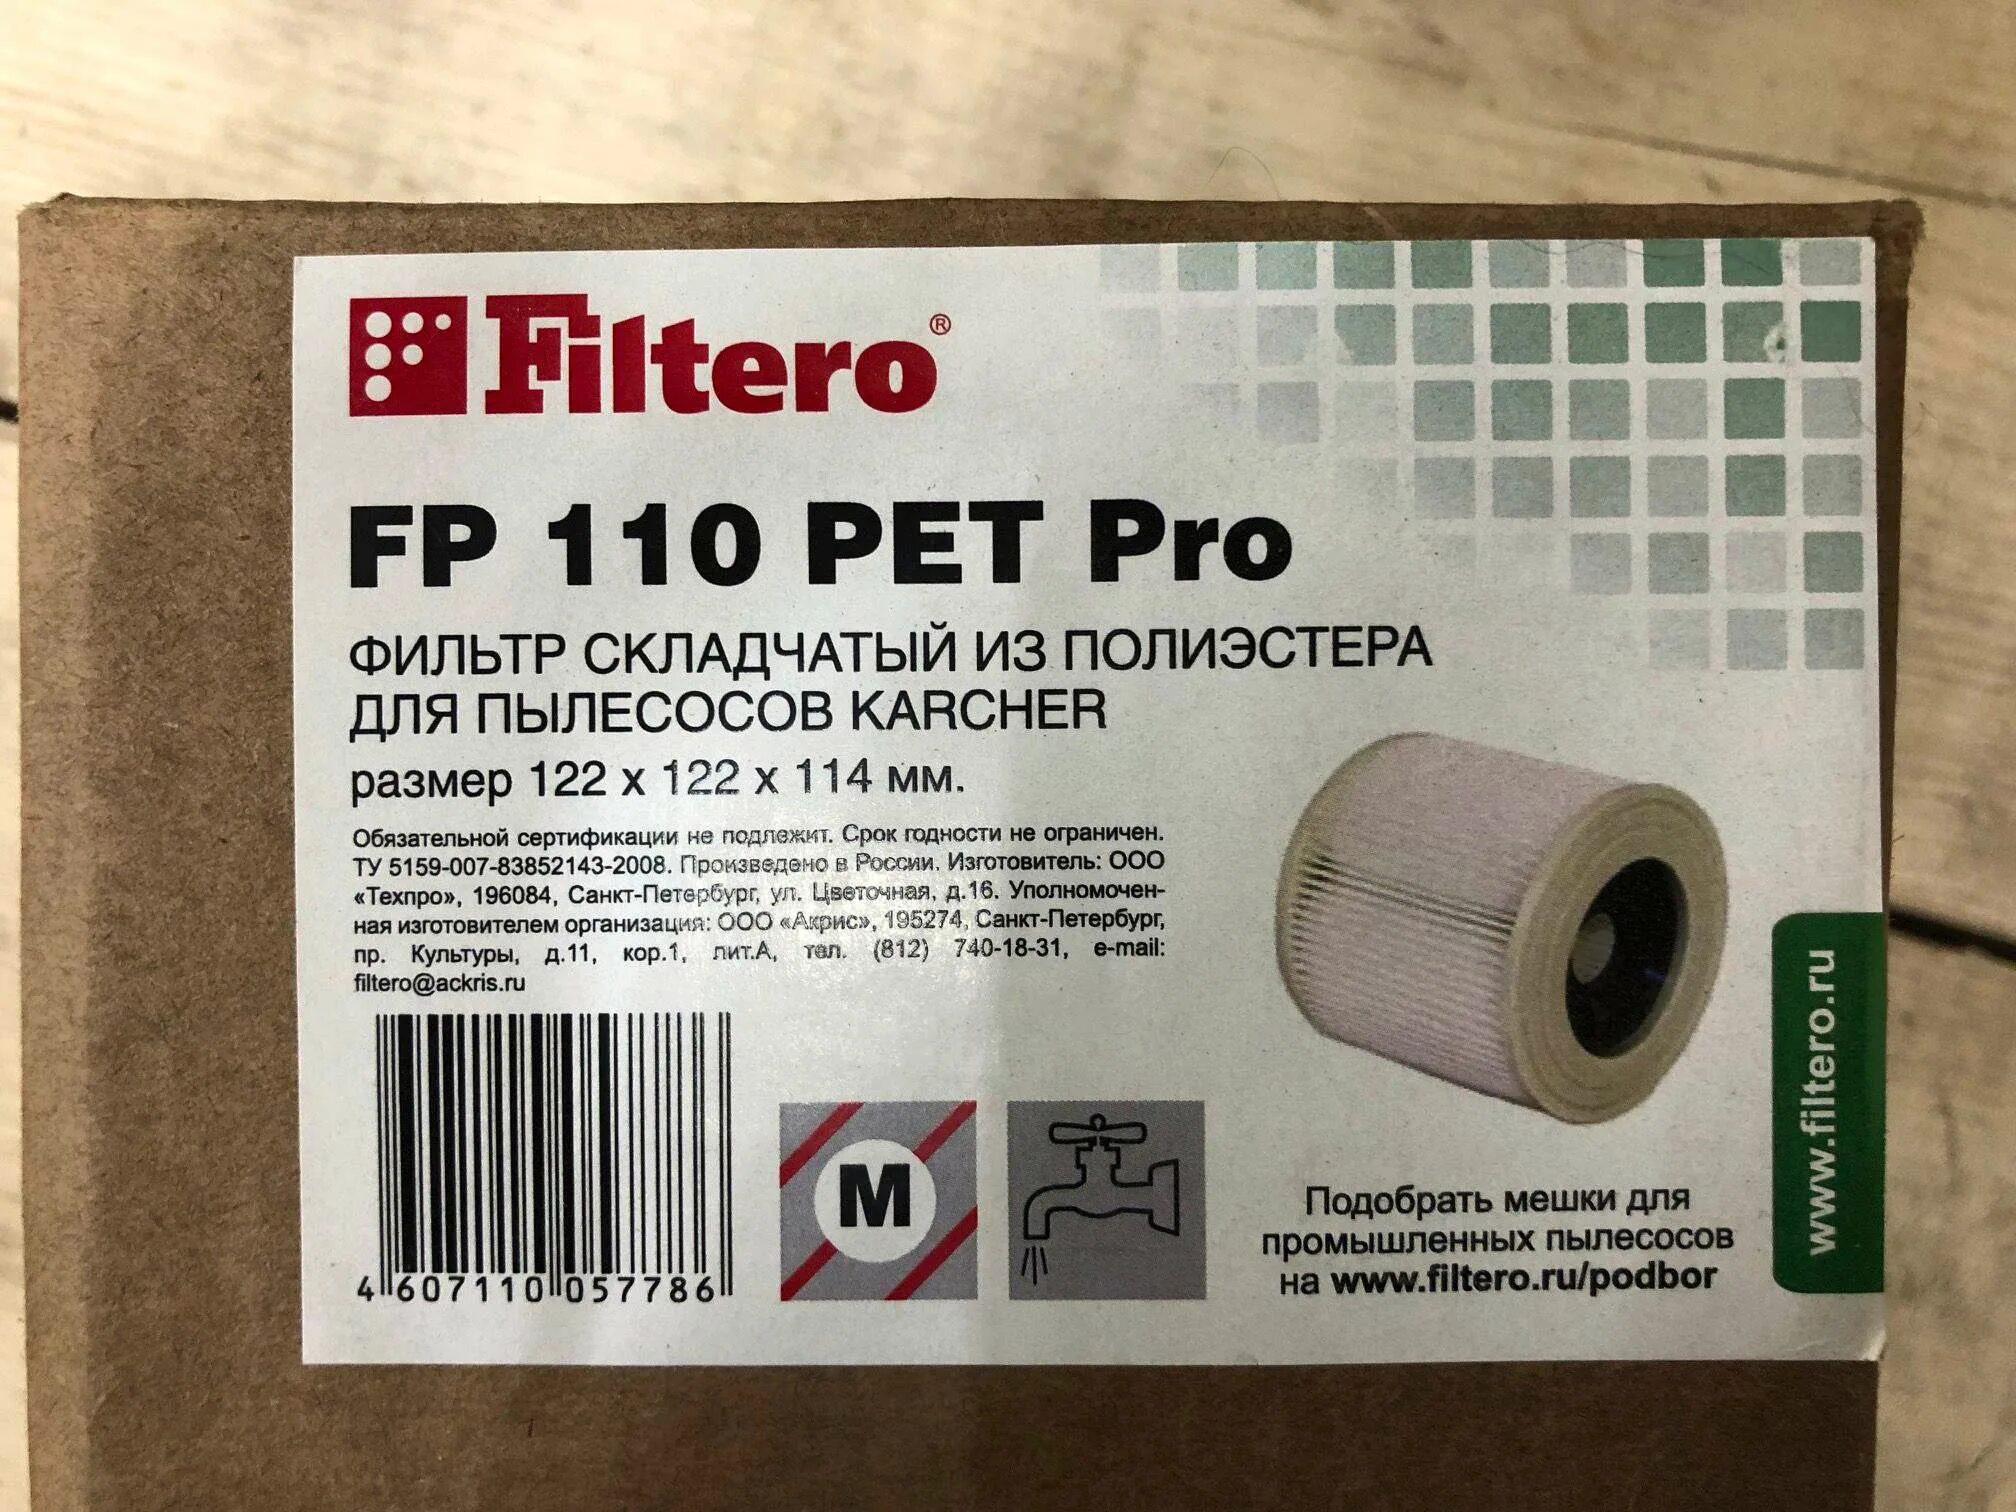 Filtero®
FP 110 PET Pro
ФИЛЬТР СКЛАДЧАТЫЙ ИЗ ПОЛИЭСТЕРА
ДЛЯ ПЫЛЕСОСОВ KARCHER
размер 122 x 122 x 114 мм.
Обязательной сертификации не подлежит. Срок годности не ограничен.
ТУ 5159-007-83852143-2008. Произведено в России. Изготовитель: ООО
«Техпро», 196084, Санкт-Петербург, ул. Цветочная, д.16. Уполномочен-
ная изготовителем организация: ООО «Акрис», 195274, Санкт-Петербург,
пр. Культуры, д.11, кор.1, лит.А, тел. (812) 740-18-31, e-mail:
filtero@ackris.ru
4 607110 057786
M
Подобрать мешки для
промышленных пылесосов
на www.filtero.ru/podbor
www.filtero.ru